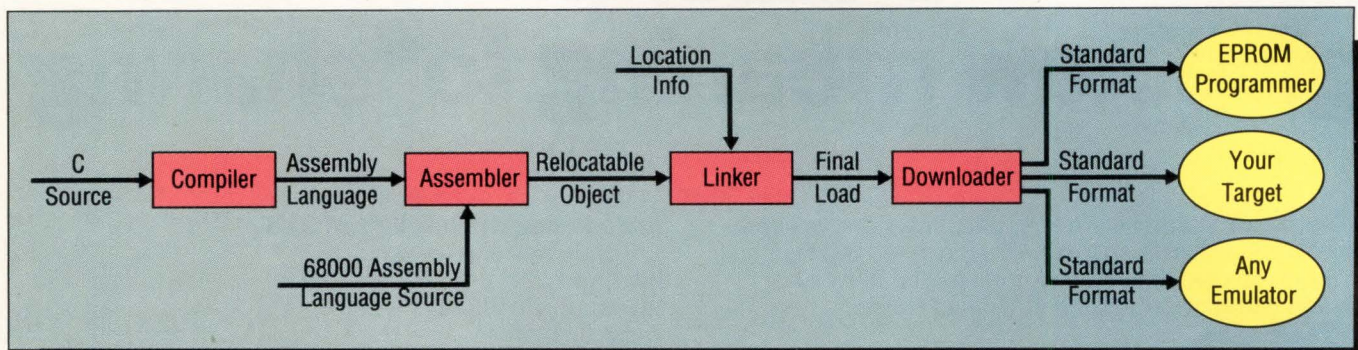 C
Source
Compiler
Assembly
Language
68000 Assembly
Language Source
Assembler
Relocatable
Object
Location
Info
Linker
Final
Load
Downloader
Standard
Format
EPROM
Programmer
Standard
Format
Your
Target
Standard
Format
Any
Emulator